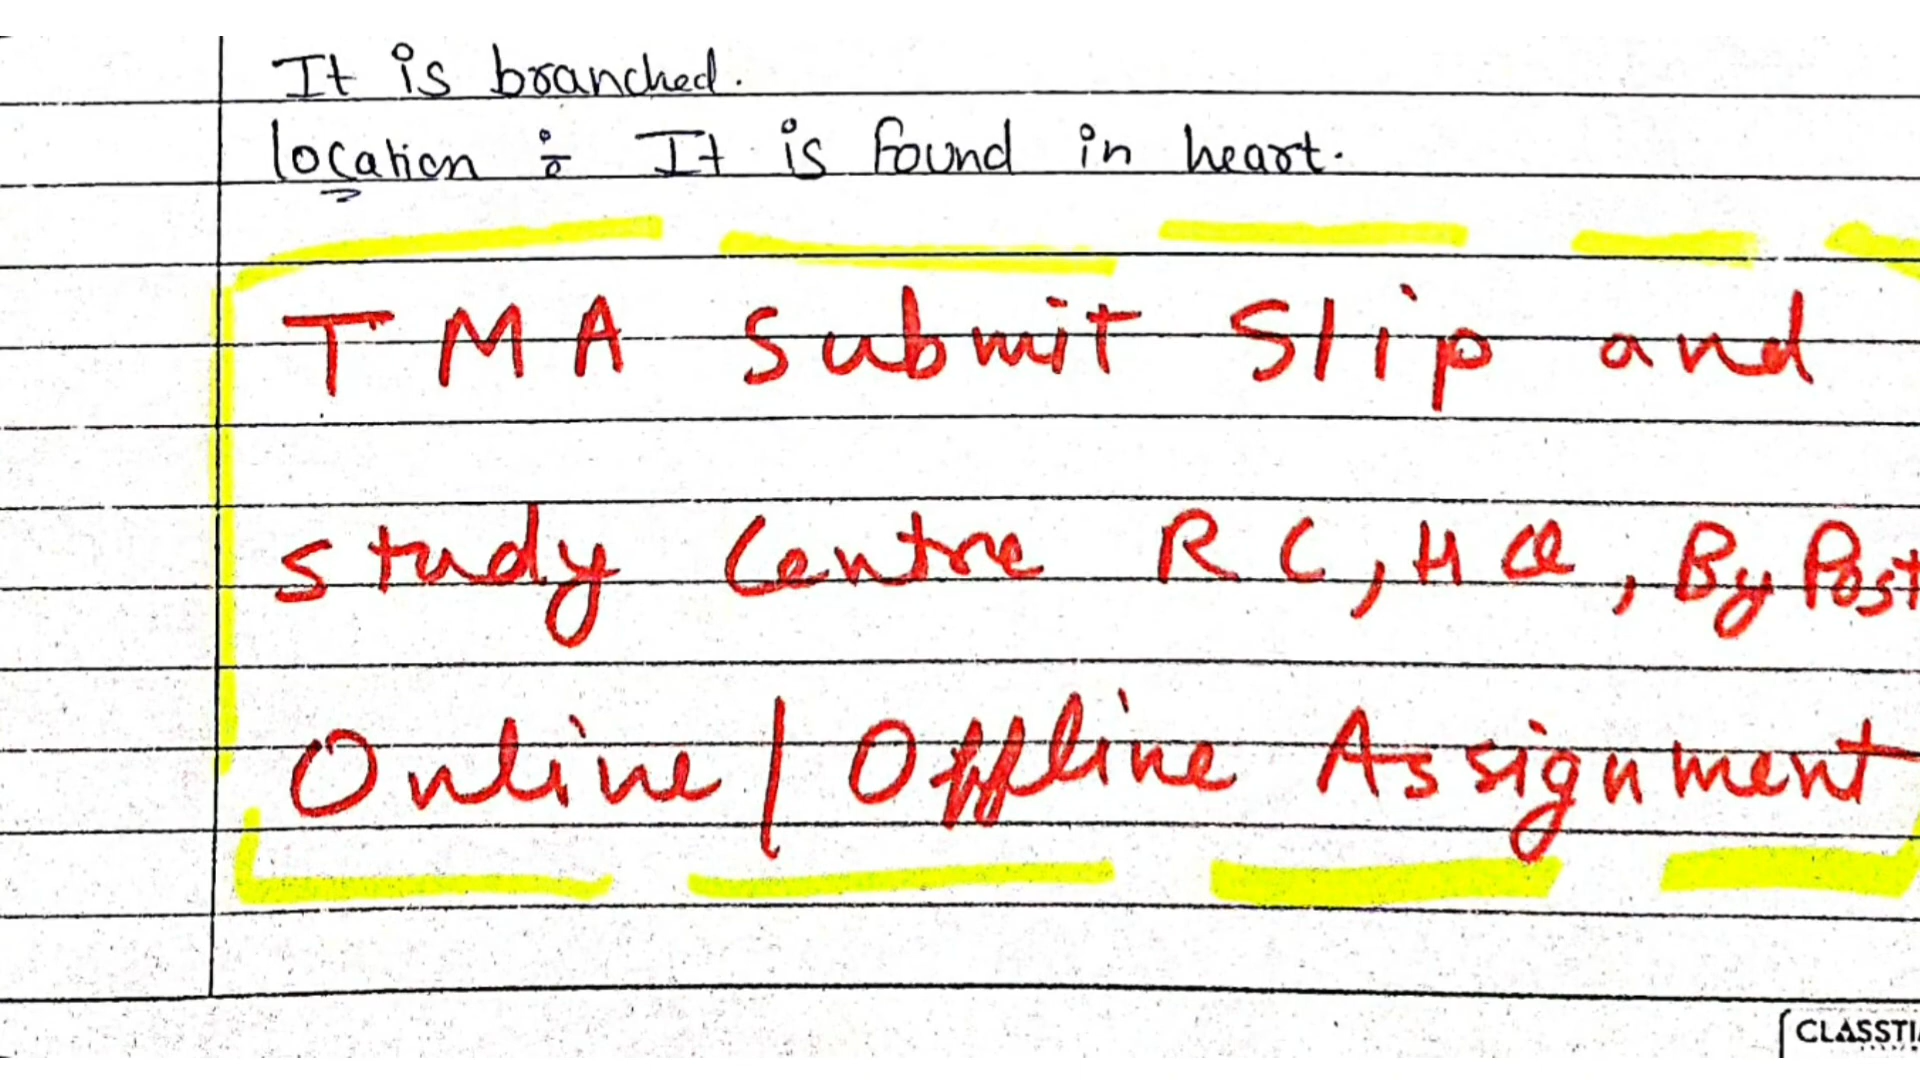 It is branched.
location ÷ It is found in heart.
TMA Submit Slip and
study Centre RC, HQ, By Post
Online/Offline Assignment
CLASSTI